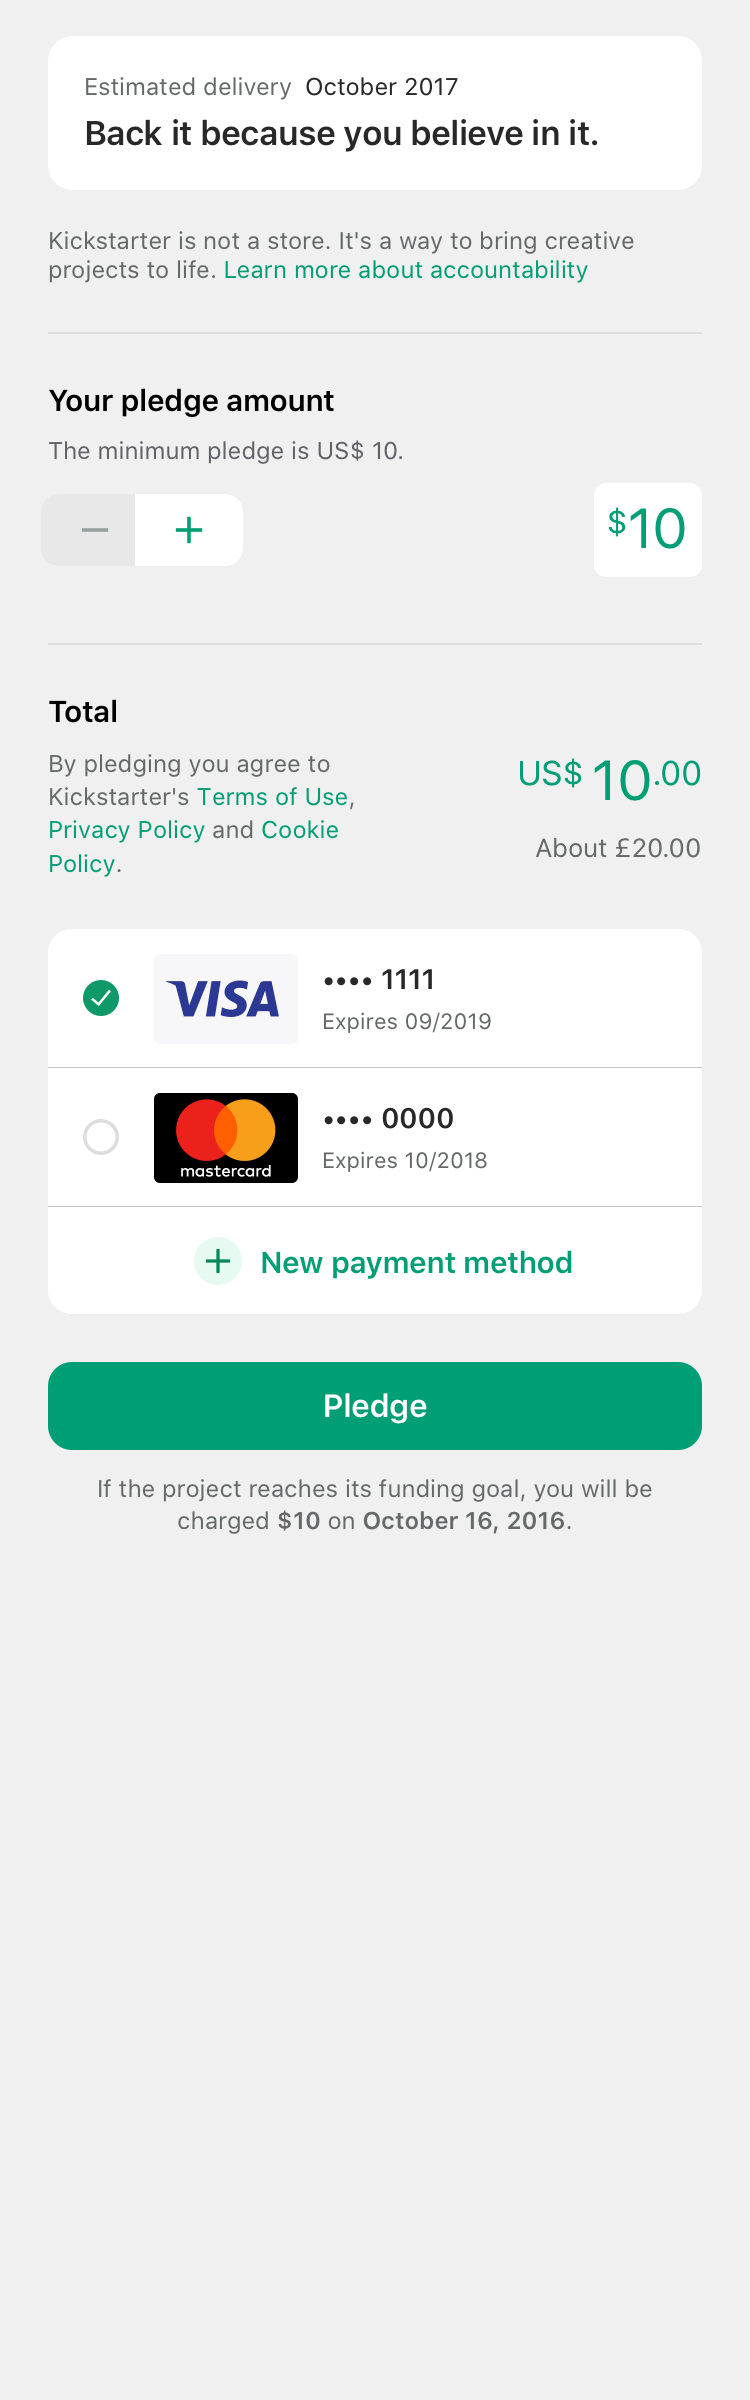 Estimated delivery October 2017
Back it because you believe in it.
Kickstarter is not a store. It's a way to bring creative
projects to life. Learn more about accountability
Your pledge amount
The minimum pledge is US$ 10.
$10
Total
By pledging you agree to
Kickstarter's Terms of Use,
Privacy Policy and Cookie
Policy.
US$ 10.00
About £20.00
VISA
•••• 1111
Expires 09/2019
mastercard
•••• 0000
Expires 10/2018
New payment method
Pledge
If the project reaches its funding goal, you will be
charged $10 on October 16, 2016.